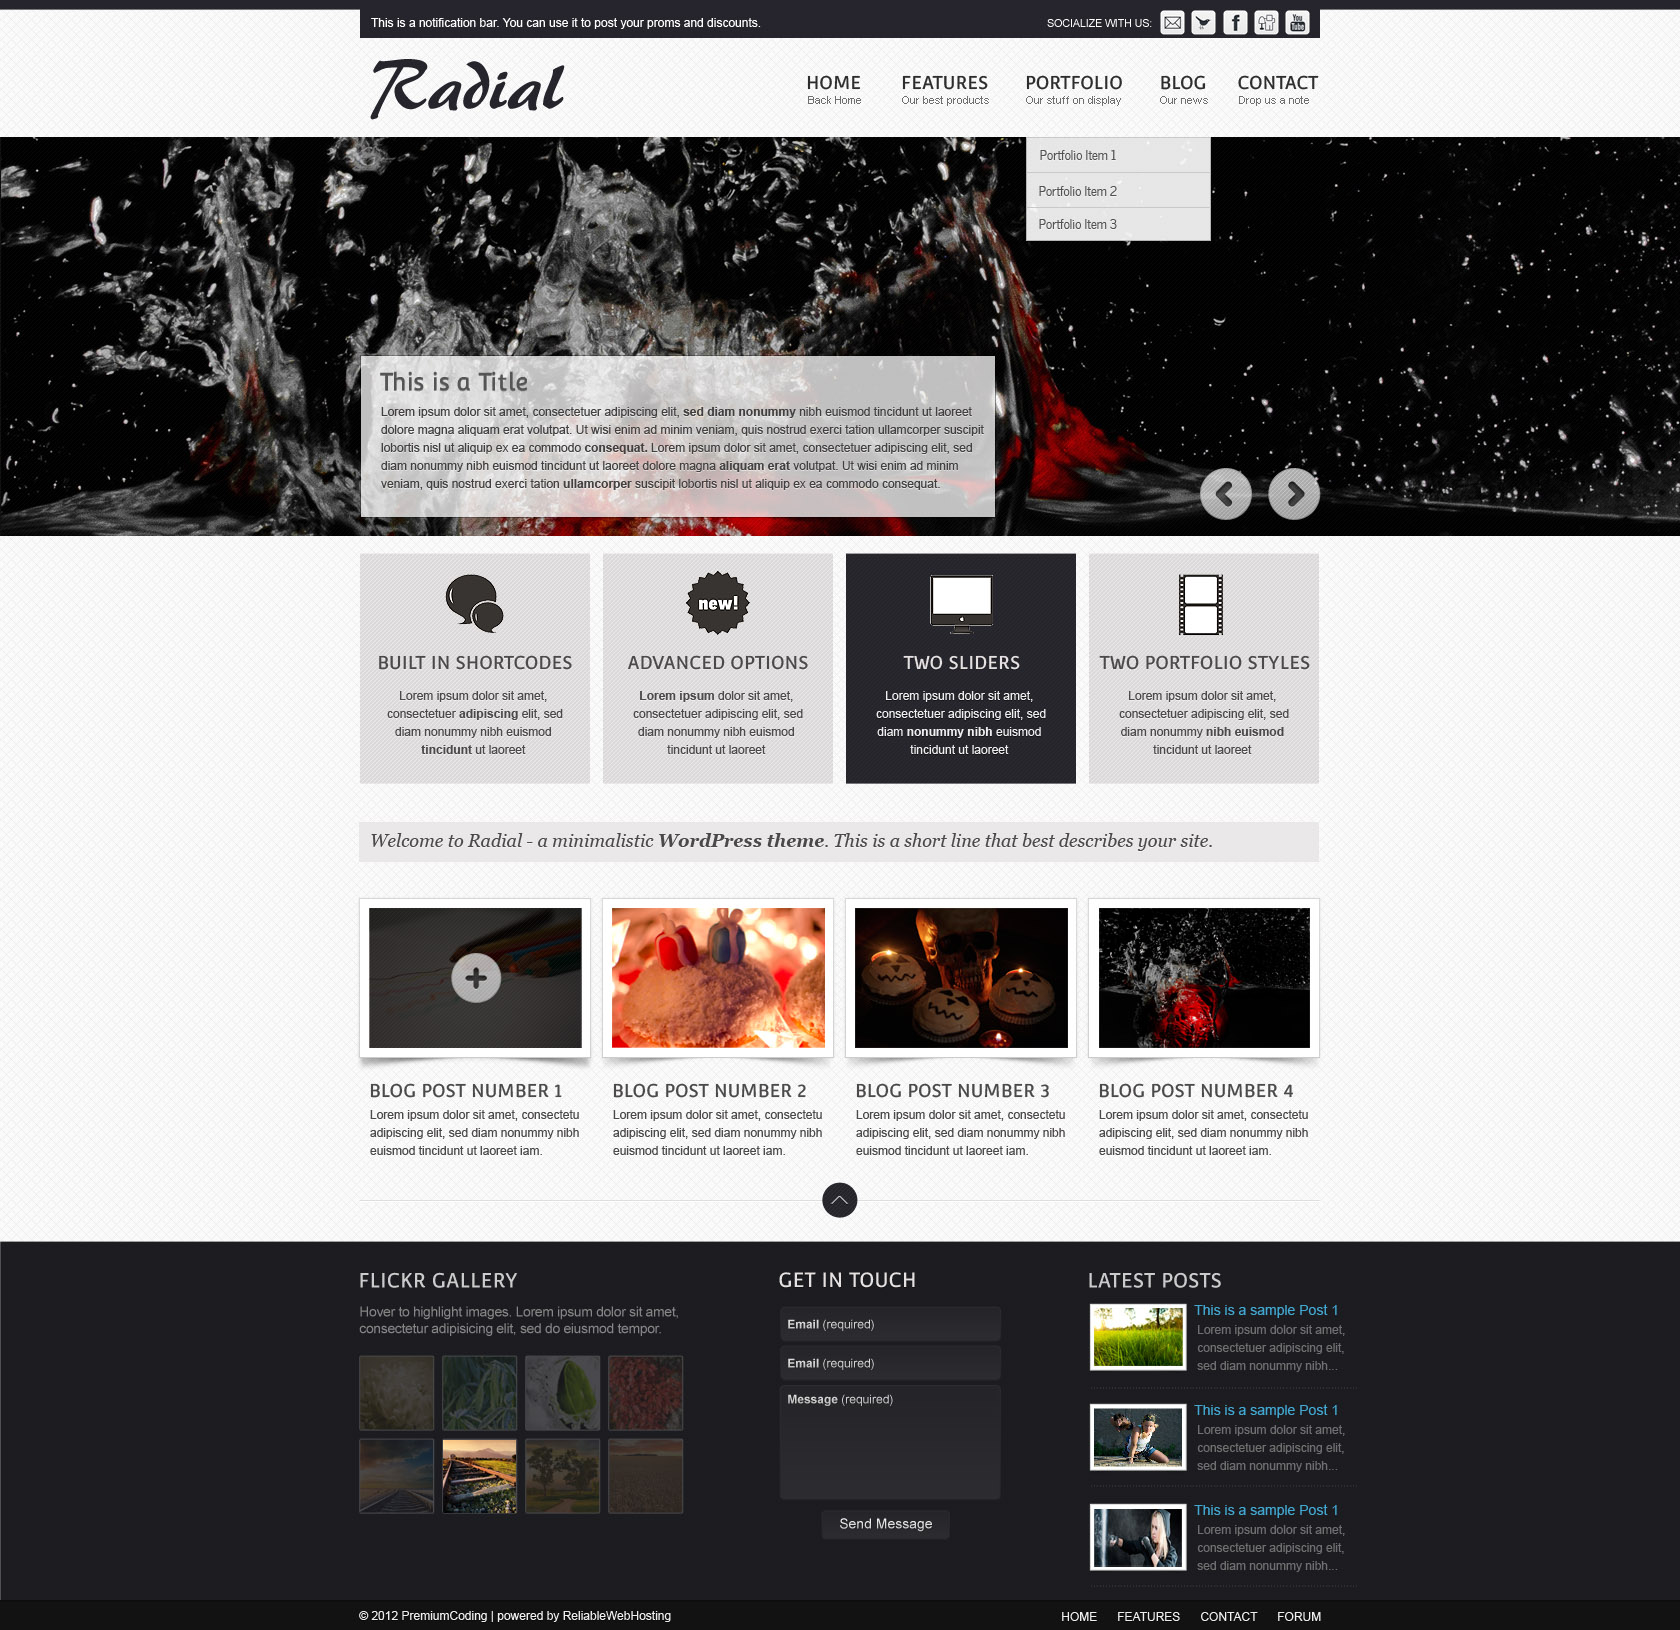 This is a notification bar. You can use it to post your proms and discounts.
SOCIALIZE WITH US:
You
Tube
Radial
HOME
Back Home
FEATURES
Our best products
PORTFOLIO
Our stuff on display
BLOG
Our news
CONTACT
Drop us a note
Portfolio Item 1
Portfolio Item 2
Portfolio Item 3
This is a Title
Lorem ipsum dolor sit amet, consectetuer adipiscing elit, sed diam nonummy nibh euismod tincidunt ut laoreet
dolore magna aliquam erat volutpat. Ut wisi enim ad minim veniam, quis nostrud exerci tation ullamcorper suscipit
lobortis nisl ut aliquip ex ea commodo consequat. Lorem ipsum dolor sit amet, consectetuer adipiscing elit, sed
diam nonummy nibh euismod tincidunt ut laoreet dolore magna aliquam erat volutpat. Ut wisi enim ad minim
veniam, quis nostrud exerci tation ullamcorper suscipit lobortis nisl ut aliquip ex ea commodo consequat.
BUILT IN SHORTCODES
Lorem ipsum dolor sit amet,
consectetuer adipiscing elit, sed
diam nonummy nibh euismod
tincidunt ut laoreet
new!
ADVANCED OPTIONS
Lorem ipsum dolor sit amet,
consectetuer adipiscing elit, sed
diam nonummy nibh euismod
tincidunt ut laoreet
TWO SLIDERS
Lorem ipsum dolor sit amet,
consectetuer adipiscing elit, sed
diam nonummy nibh euismod
tincidunt ut laoreet
TWO PORTFOLIO STYLES
Lorem ipsum dolor sit amet,
consectetuer adipiscing elit, sed
diam nonummy nibh euismod
tincidunt ut laoreet
Welcome to Radial - a minimalistic WordPress theme. This is a short line that best describes your site.
BLOG POST NUMBER 1
Lorem ipsum dolor sit amet, consectetu
adipiscing elit, sed diam nonummy nibh
euismod tincidunt ut laoreet iam.
BLOG POST NUMBER 2
Lorem ipsum dolor sit amet, consectetu
adipiscing elit, sed diam nonummy nibh
euismod tincidunt ut laoreet iam.
BLOG POST NUMBER 3
Lorem ipsum dolor sit amet, consectetu
adipiscing elit, sed diam nonummy nibh
euismod tincidunt ut laoreet iam.
BLOG POST NUMBER 4
Lorem ipsum dolor sit amet, consectetu
adipiscing elit, sed diam nonummy nibh
euismod tincidunt ut laoreet iam.
FLICKR GALLERY
Hover to highlight images. Lorem ipsum dolor sit amet,
consectetur adipisicing elit, sed do eiusmod tempor.
GET IN TOUCH
Email (required)
Email (required)
Message (required)
Send Message
LATEST POSTS
This is a sample Post 1
Lorem ipsum dolor sit amet,
consectetuer adipiscing elit,
sed diam nonummy nibh...
This is a sample Post 1
Lorem ipsum dolor sit amet,
consectetuer adipiscing elit,
sed diam nonummy nibh...
This is a sample Post 1
Lorem ipsum dolor sit amet,
consectetuer adipiscing elit,
sed diam nonummy nibh...
© 2012 PremiumCoding | powered by ReliableWebHosting
HOME FEATURES CONTACT FORUM